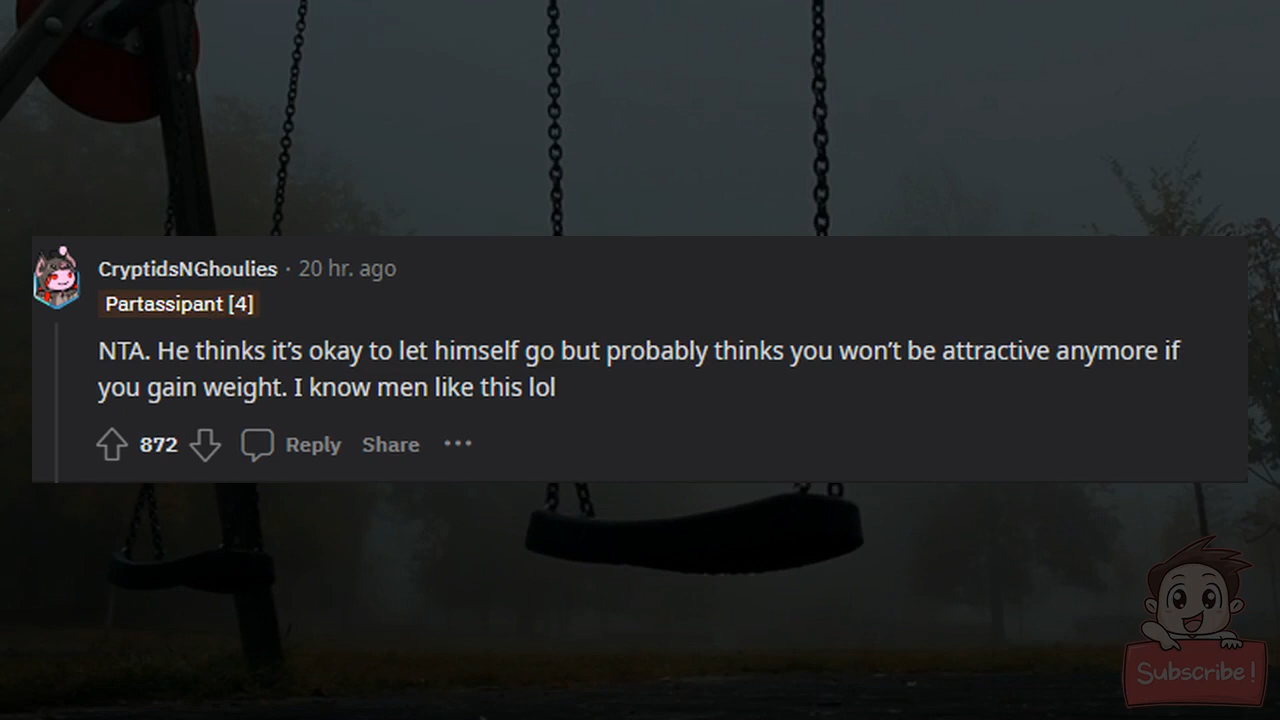 CryptidsNGhoulies · 20 hr. ago
Partassipant [4]
NTA. He thinks it’s okay to let himself go but probably thinks you won’t be attractive anymore if
you gain weight. I know men like this lol
872 Reply Share ···
Subscribe!